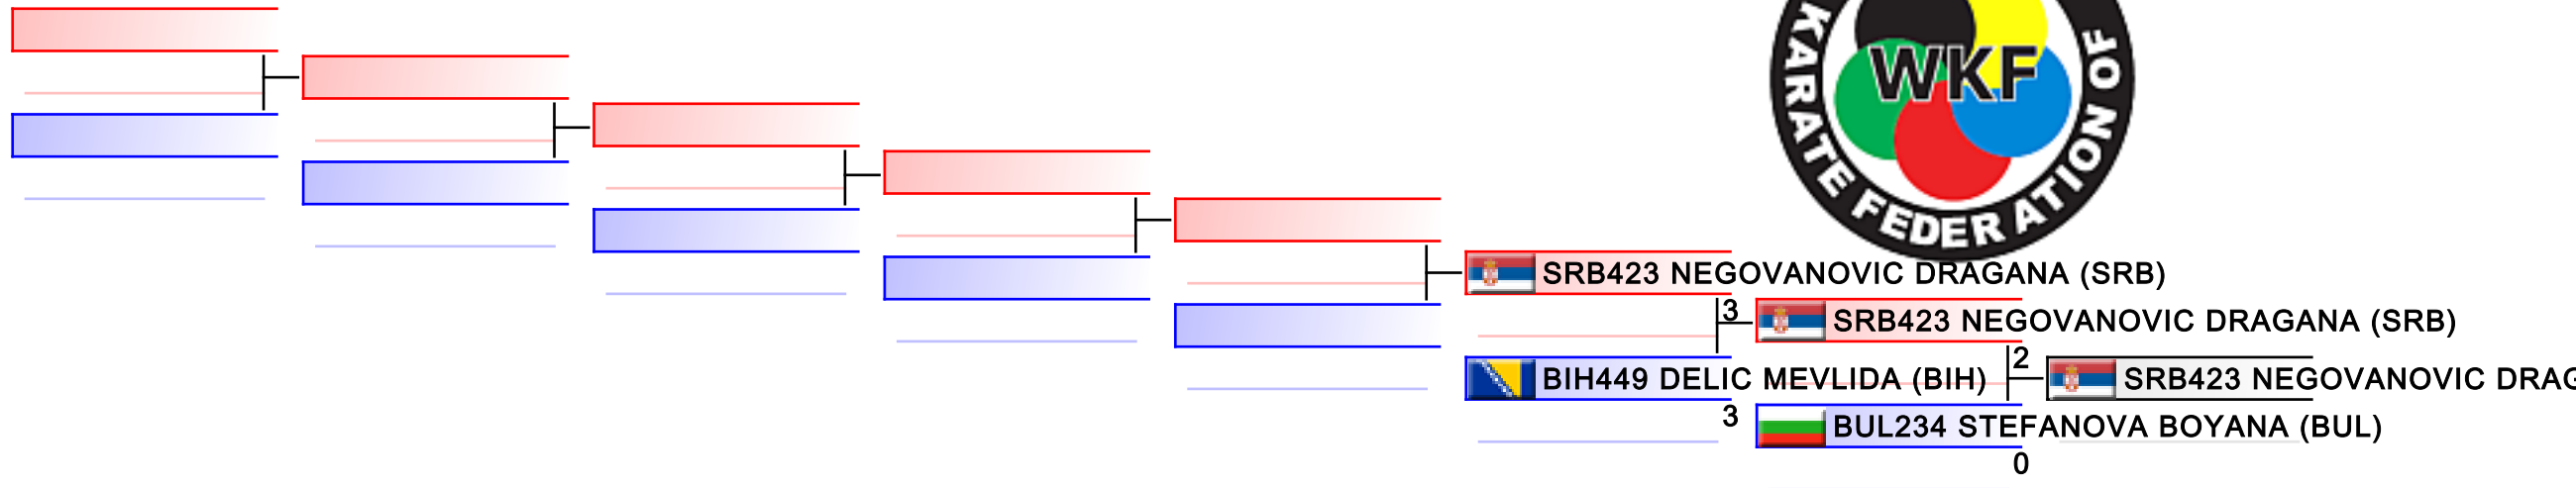 KARATE FEDERATION OF
WKF
SRB423 NEGOVANOVIC DRAGANA (SRB)
3
SRB423 NEGOVANOVIC DRAGANA (SRB)
BIH449 DELIC MEVLIDA (BIH)
2
SRB423 NEGOVANOVIC DRAG
3
BUL234 STEFANOVA BOYANA (BUL)
0